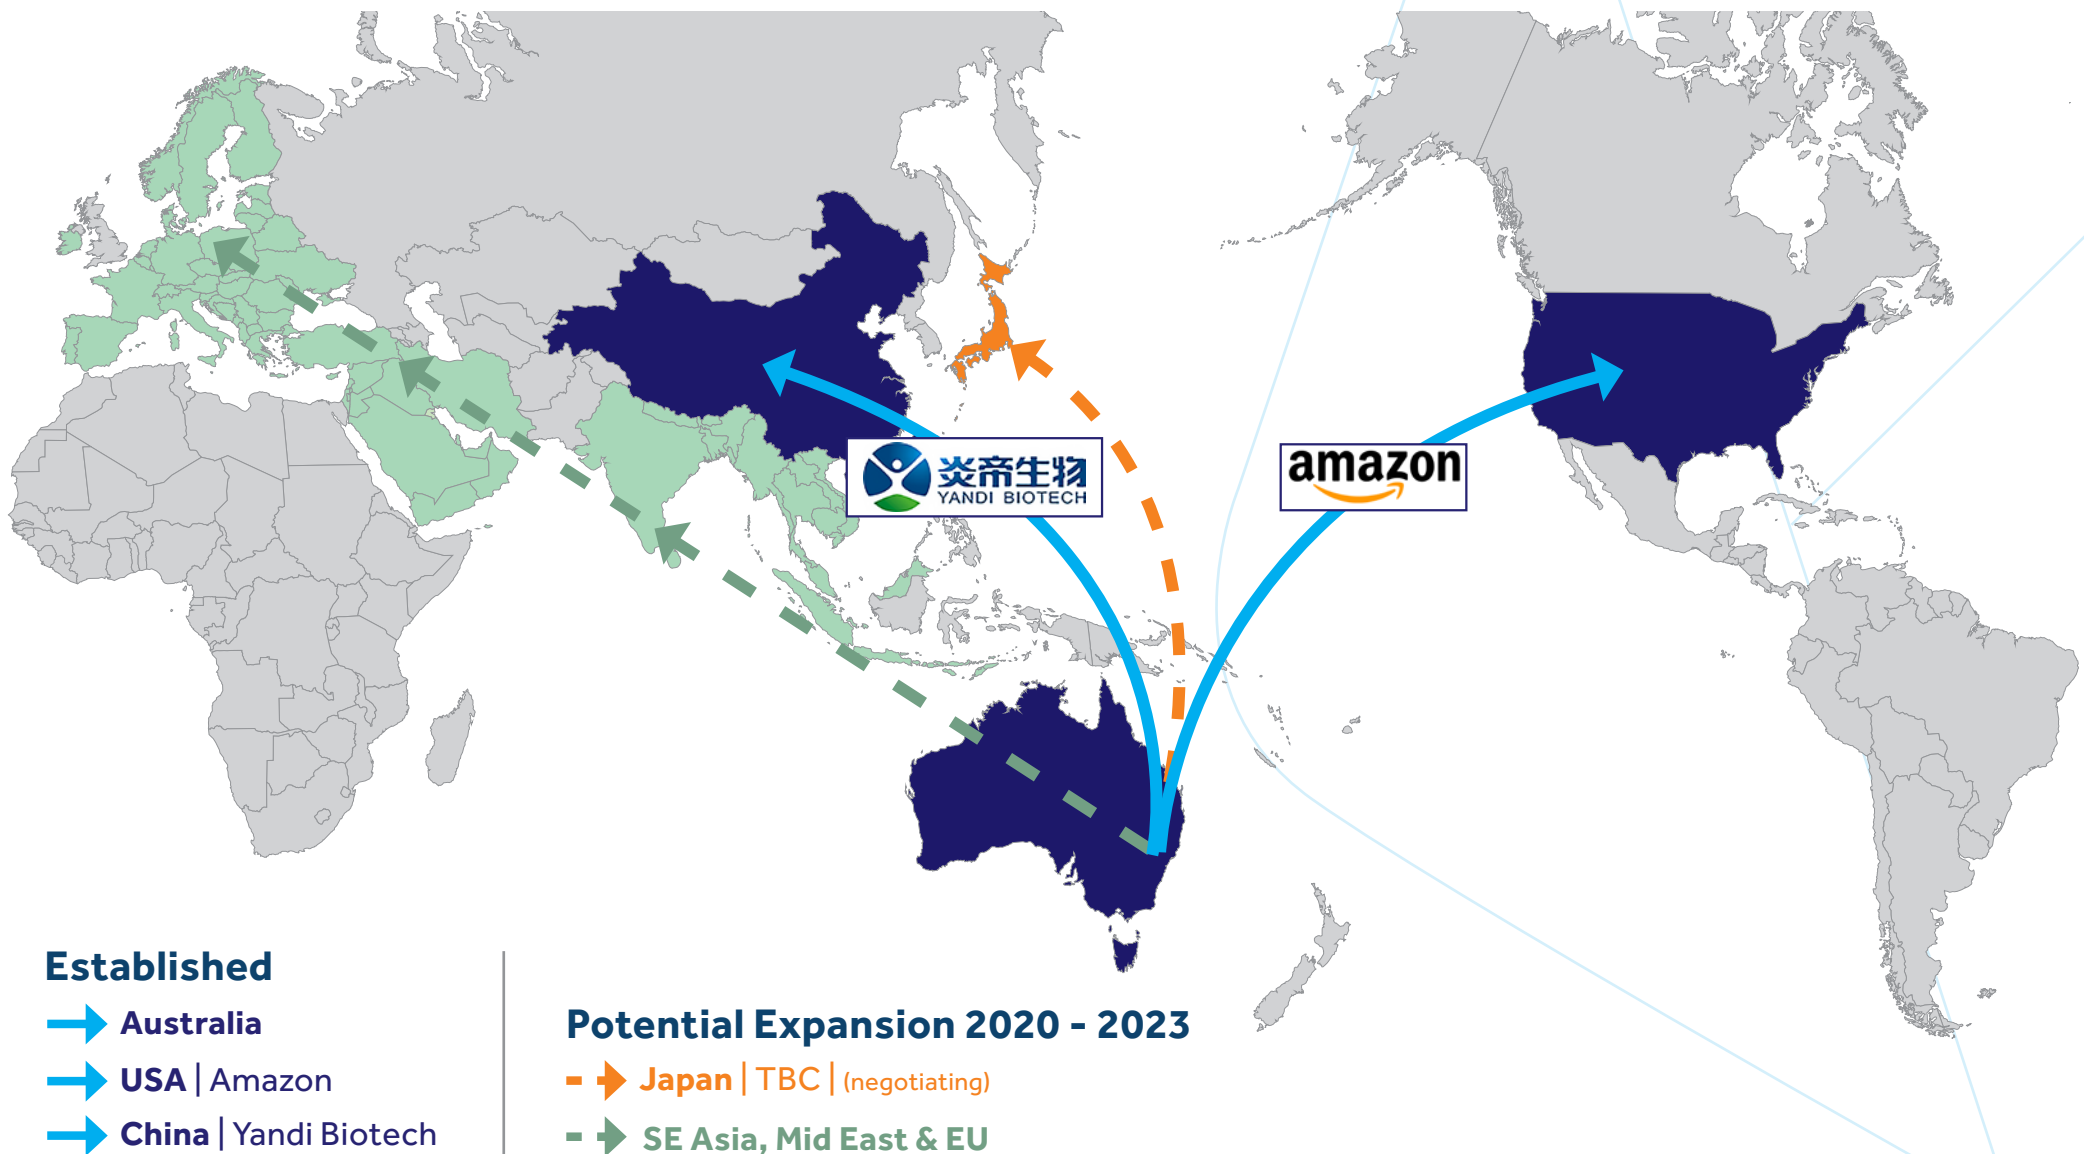 炎帝生物
YANDI BIOTECH
amazon
Established
Australia
USA | Amazon
China | Yandi Biotech
Potential Expansion 2020 - 2023
Japan | TBC | (negotiating)
SE Asia, Mid East & EU